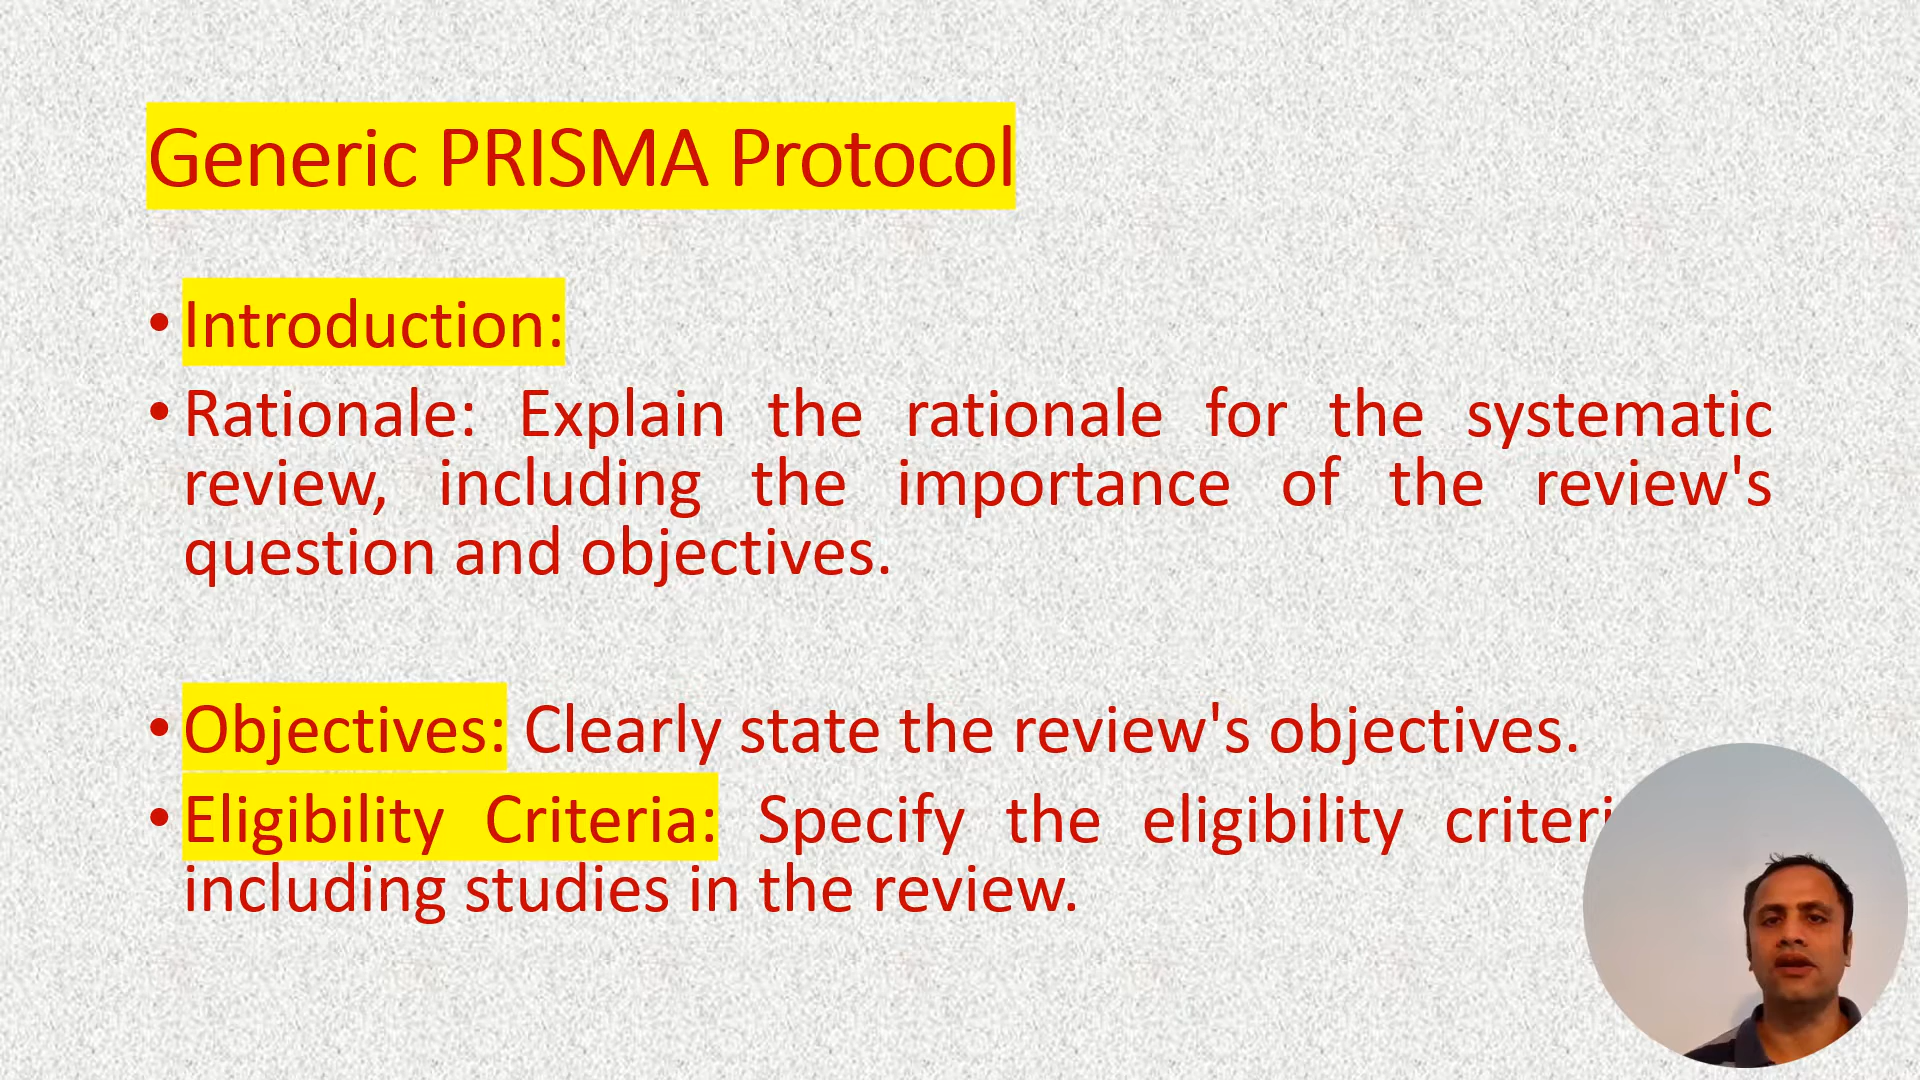 Generic PRISMA Protocol
• Introduction:
• Rationale: Explain the rationale for the systematic
review, including the importance of the review's
question and objectives.
• Objectives: Clearly state the review's objectives.
• Eligibility Criteria: Specify the eligibility
including studies in the review.